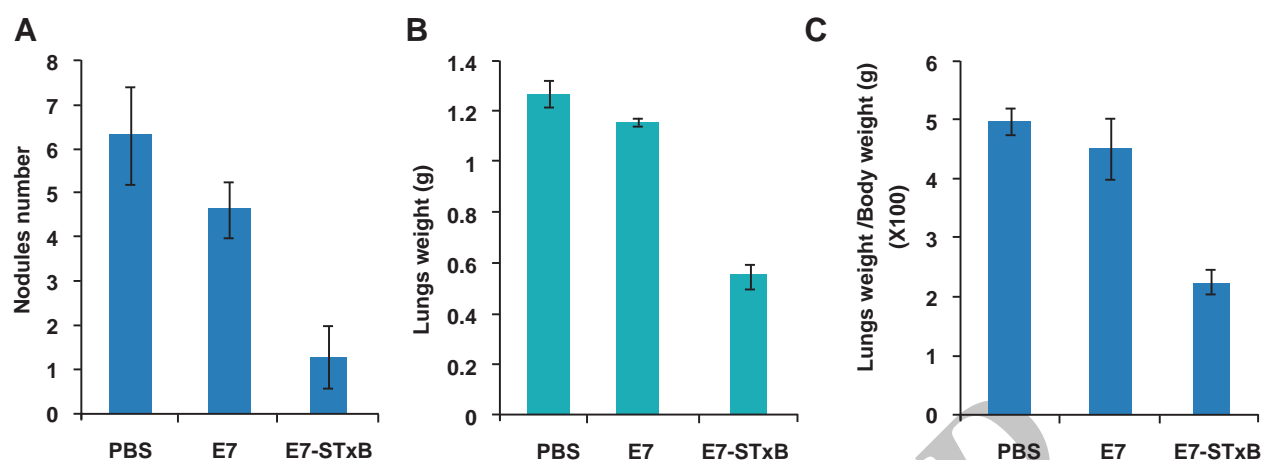 A
Nodules number
8
7
6
5
4
3
2
1
0
PBS E7 E7-STxB
B
Lungs weight (g)
1.4
1.2
1
0.8
0.6
0.4
0.2
0
PBS E7 E7-STxB
C
Lungs weight /Body weight (g)
(X100)
6
5
4
3
2
1
0
PBS E7 E7-STxB